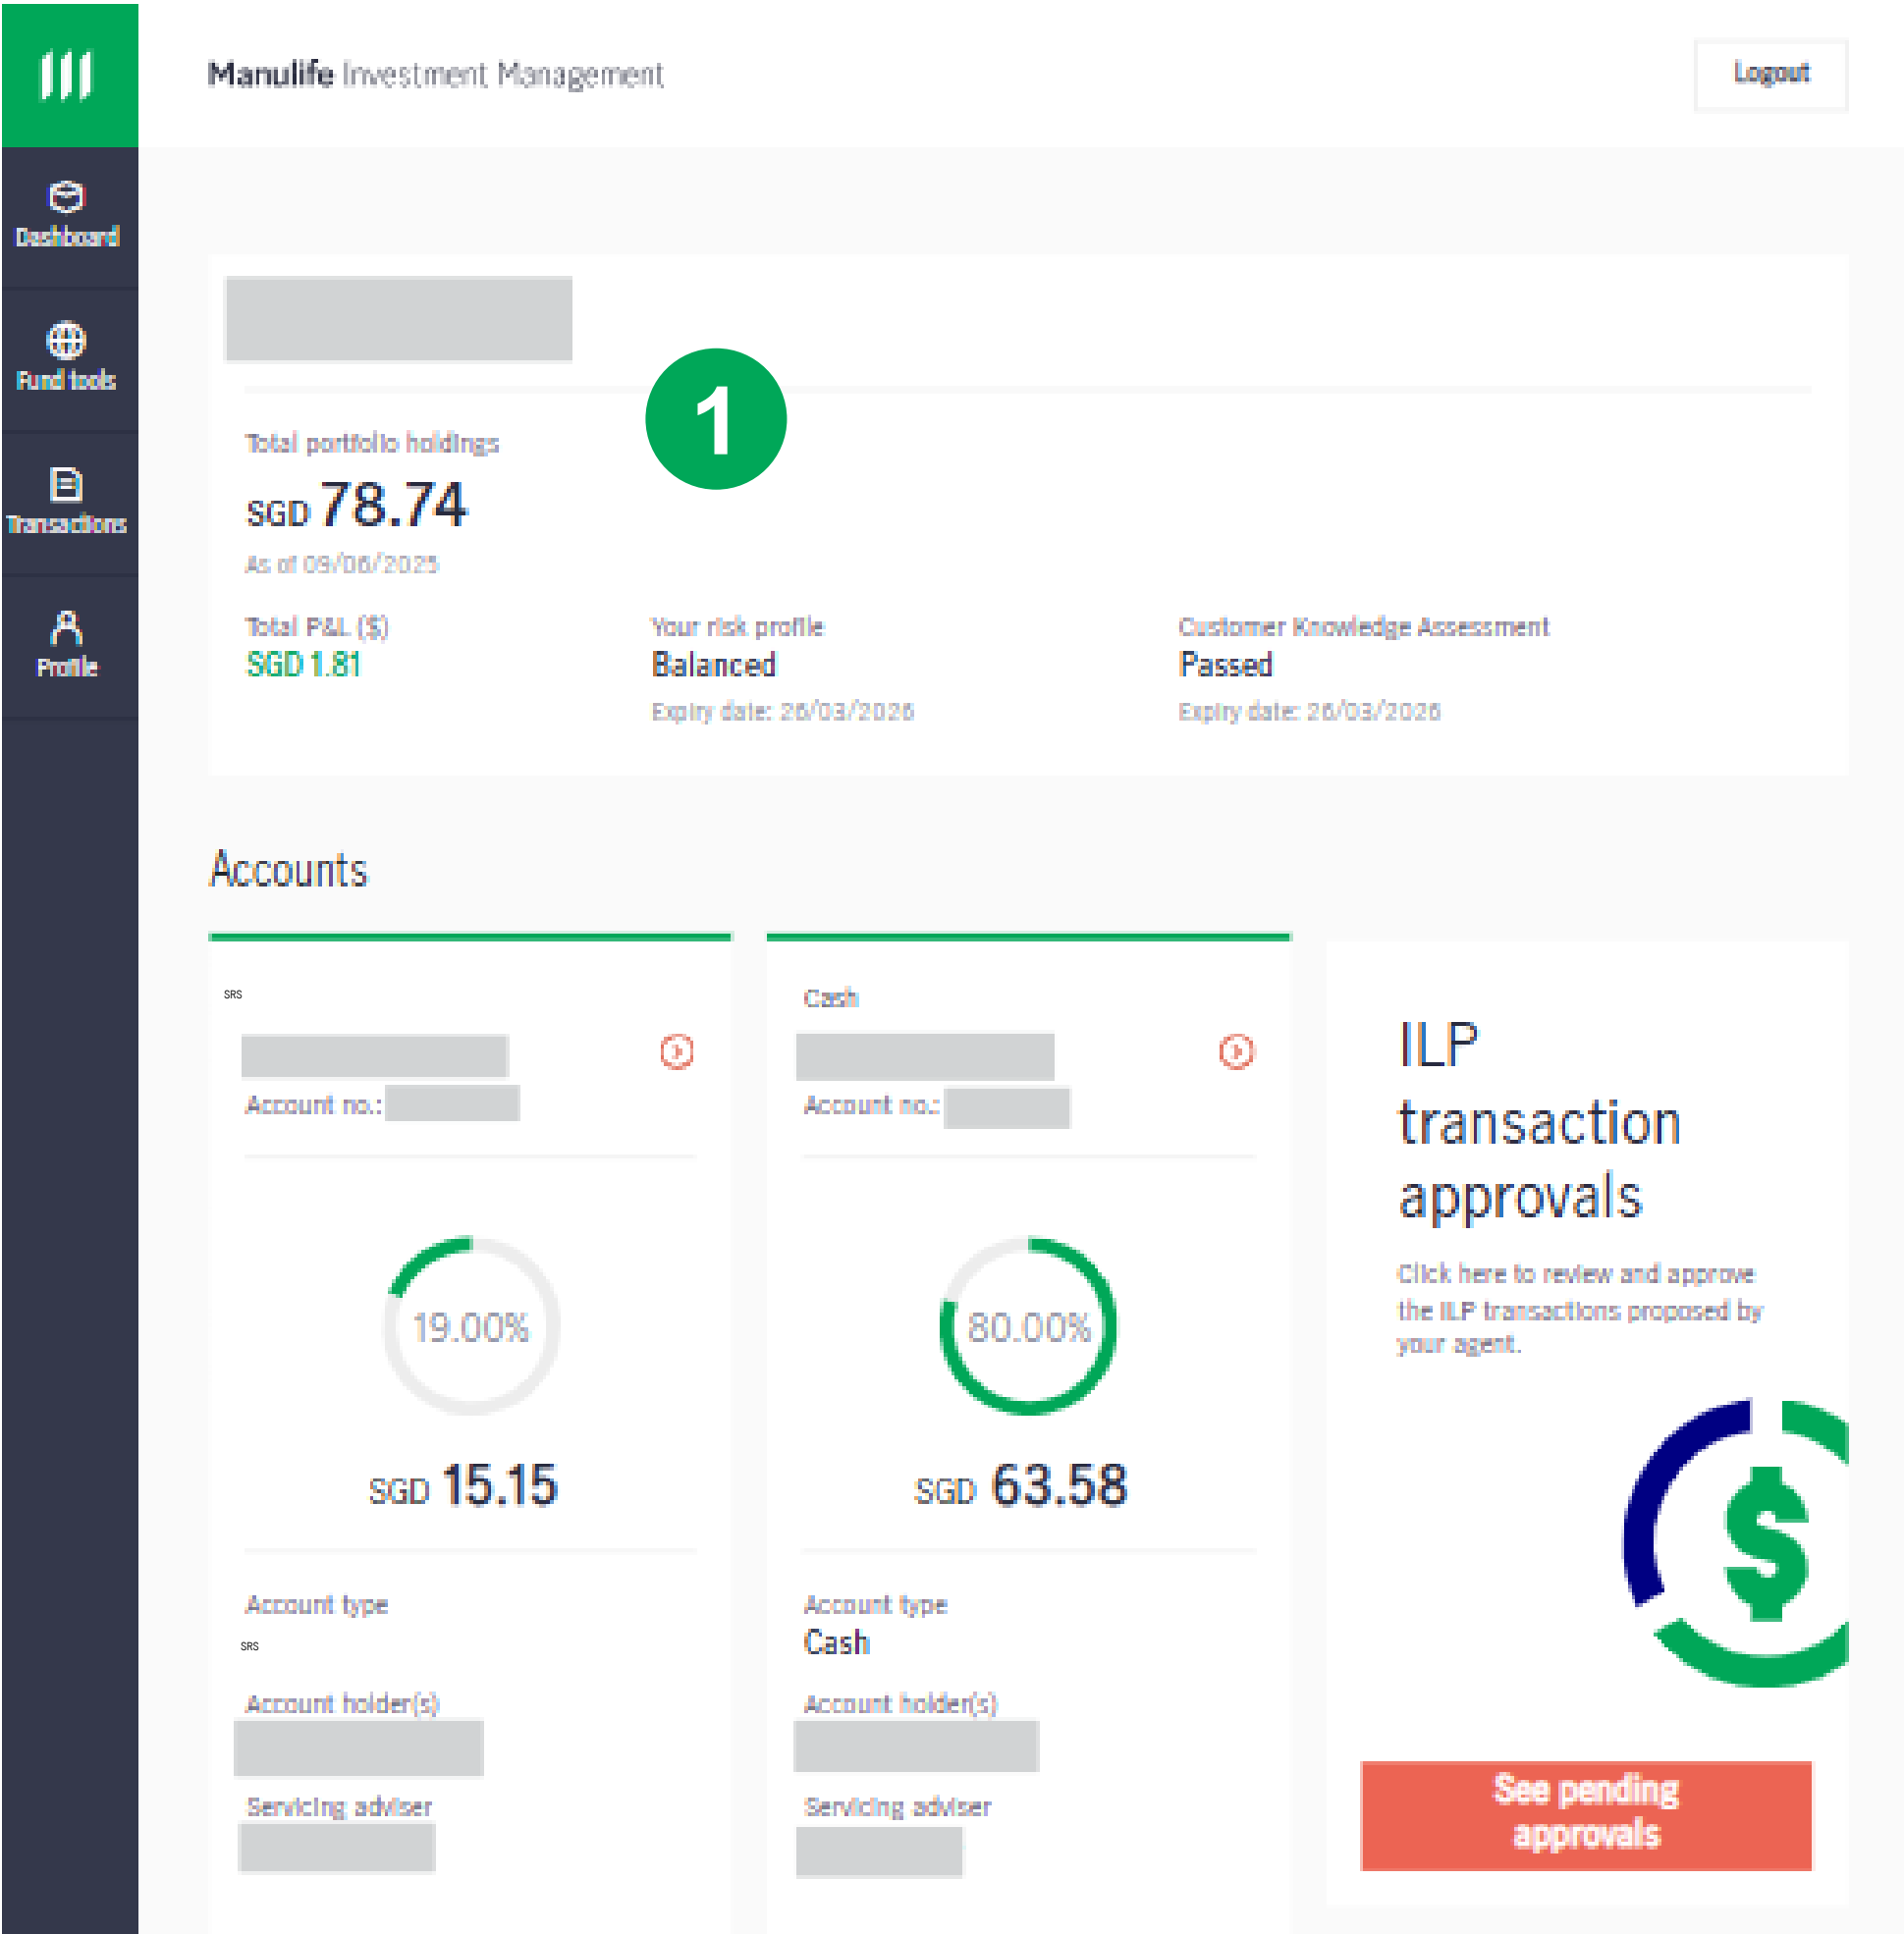 Manulife Investment Management
Logout
Dashboard
Fund tools
Transactions
Profile
1
Total portfolio holdings
SGD 78.74
As of 09/06/2025
Total P&L ($)
SGD 1.81
Your risk profile
Balanced
Expiry date: 26/03/2026
Customer Knowledge Assessment
Passed
Expiry date: 26/03/2026
Accounts
SRS
Account no.:
19.00%
SGD 15.15
Account type
SRS
Account holder(s)
Servicing adviser
Cash
Account no.:
80.00%
SGD 63.58
Account type
Cash
Account holder(s)
Servicing adviser
ILP
transaction
approvals
Click here to review and approve
the ILP transactions proposed by
your agent.
$
See pending
approvals